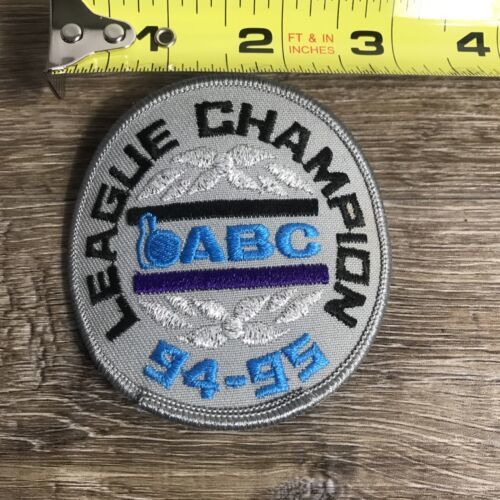 1 2 FT & IN 3 4
INCHES
LEAGUE CHAMPION
ABC
94-95